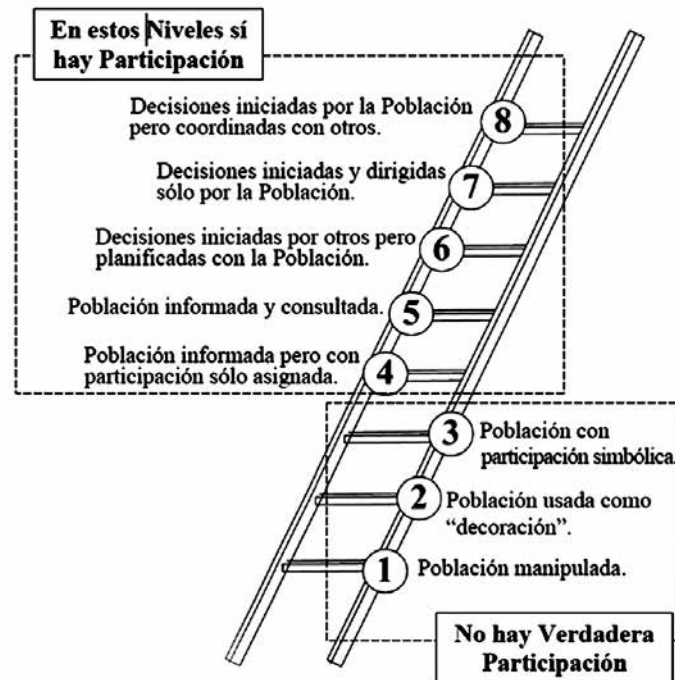 En estos Niveles sí
hay Participación
Decisiones iniciadas por la Población
pero coordinadas con otros.
8
Decisiones iniciadas y dirigidas
sólo por la Población.
7
Decisiones iniciadas por otros pero
planificadas con la Población.
6
Población informada y consultada.
5
Población informada pero con
participación sólo asignada.
4
3
Población con
participación simbólica.
2
Población usada como
“decoración”.
1
Población manipulada.
No hay Verdadera
Participación